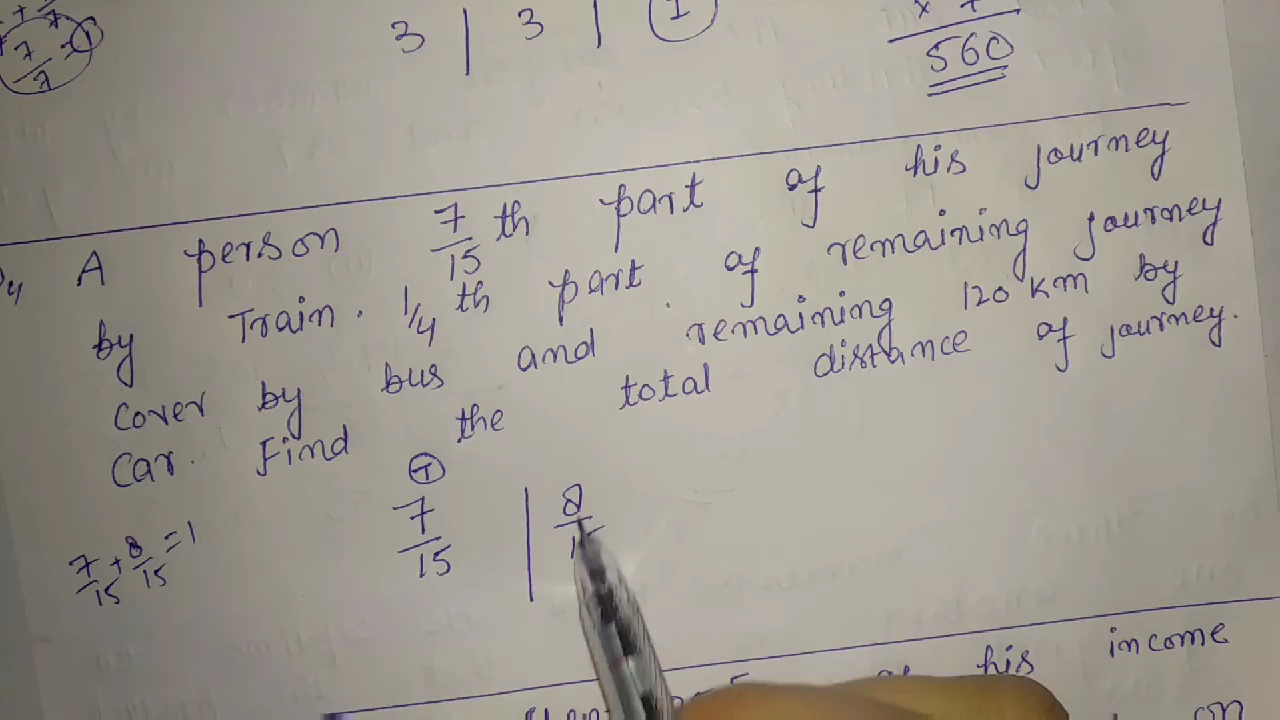 3 | 3 | 1
560
A person 7/15 th part of his journey
by Train. 1/4 th part of remaining journey
cover by bus and remaining 120 km by
Car. Find the total distance of journey.
T
7/15 + 8/15 = 1
7/15 | 8/15
his income